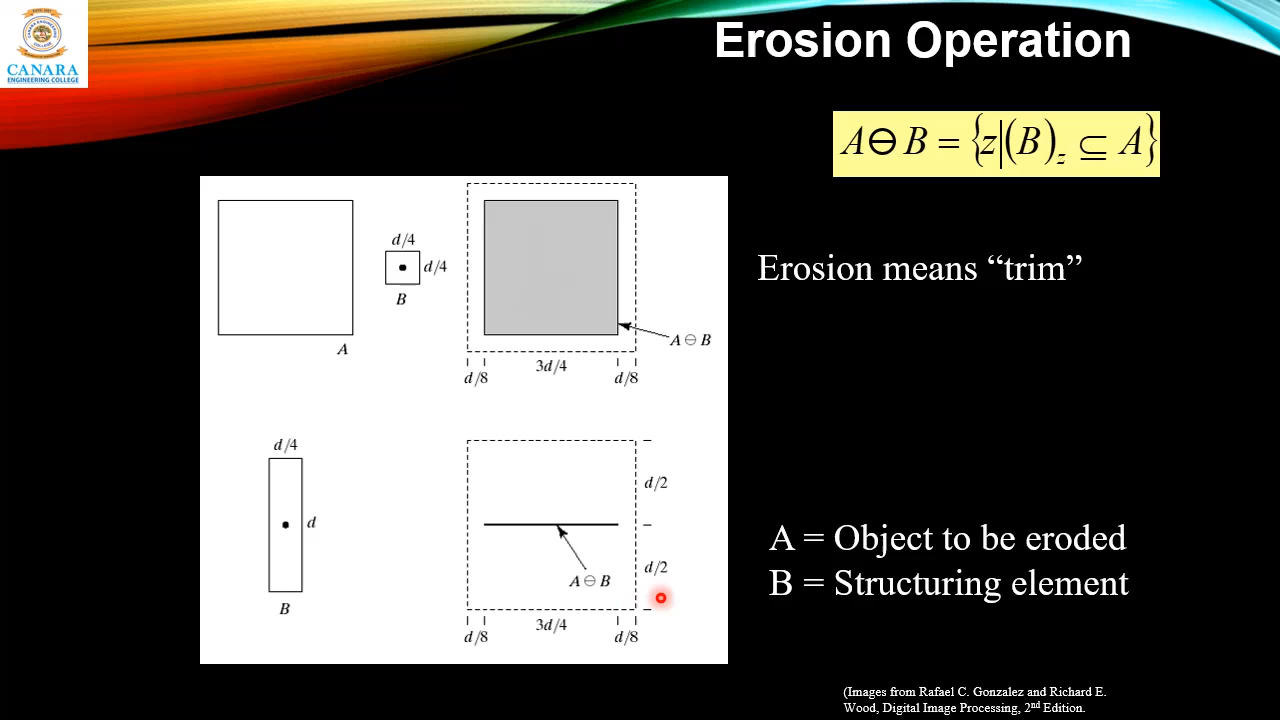 CANARA
ENGINEERING COLLEGE
Erosion Operation
A ⊖ B = {z|(B)z ⊆ A}
Erosion means “trim”
d/4
d/4
B
A
A ⊖ B
d/8
3d/4
d/8
d/4
d
B
d/2
d/2
A ⊖ B
d/8
3d/4
d/8
A = Object to be eroded
B = Structuring element
(Images from Rafael C. Gonzalez and Richard E.
Wood, Digital Image Processing, 2nd Edition.